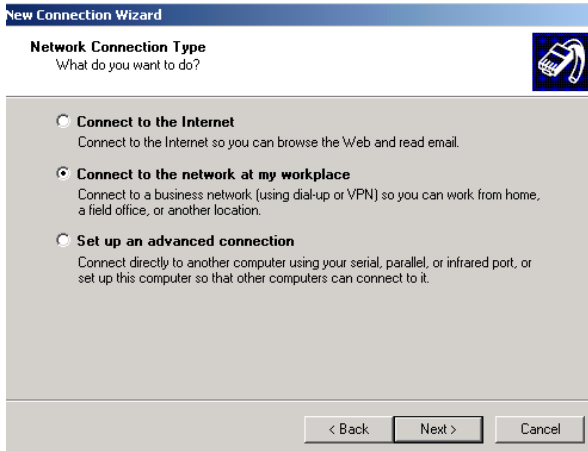 New Connection Wizard
Network Connection Type
What do you want to do?
Connect to the Internet
Connect to the Internet so you can browse the Web and read email.
Connect to the network at my workplace
Connect to a business network (using dial-up or VPN) so you can work from home,
a field office, or another location.
Set up an advanced connection
Connect directly to another computer using your serial, parallel, or infrared port, or
set up this computer so that other computers can connect to it.
< Back Next > Cancel